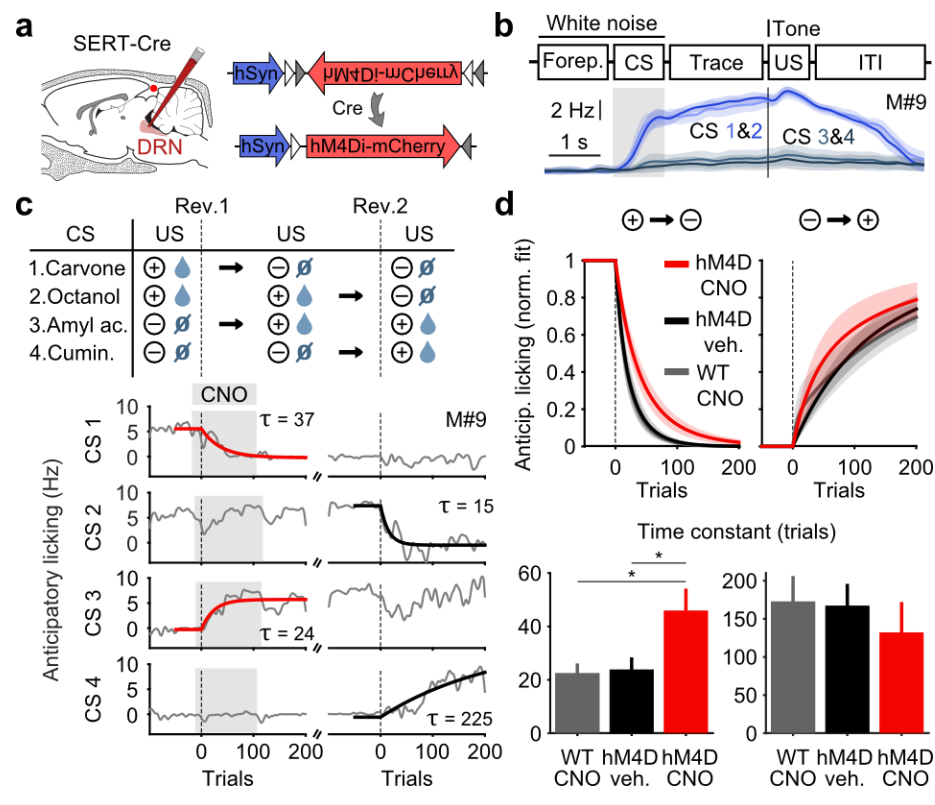 a
SERT-Cre
DRN
hSyn
hM4Di-mCherry
Cre
hSyn
hM4Di-mCherry
b
White noise
Tone
Forep.
CS
Trace
US
ITI
2 Hz
1 s
M#9
CS 1&2
CS 3&4
c
Rev.1
Rev.2
CS
US
US
US
1.Carvone + − −
2.Octanol + + −
3.Amyl ac. − + +
4.Cumin. − − +
CNO
Anticipatory licking (Hz)
CS 1
10
5
0
τ = 37
M#9
CS 2
10
5
0
τ = 15
CS 3
10
5
0
τ = 24
CS 4
10
5
0
τ = 225
0 100 200
0 100 200
Trials
Trials
d
+ −
− +
Anticip. licking (norm. fit)
1
0.8
0.6
0.4
0.2
0
hM4D
CNO
hM4D
veh.
WT
CNO
0 100 200
0 100 200
Trials
Trials
Time constant (trials)
60
40
20
0
*
*
200
150
100
50
0
WT
CNO
hM4D
veh.
hM4D
CNO
WT
CNO
hM4D
veh.
hM4D
CNO